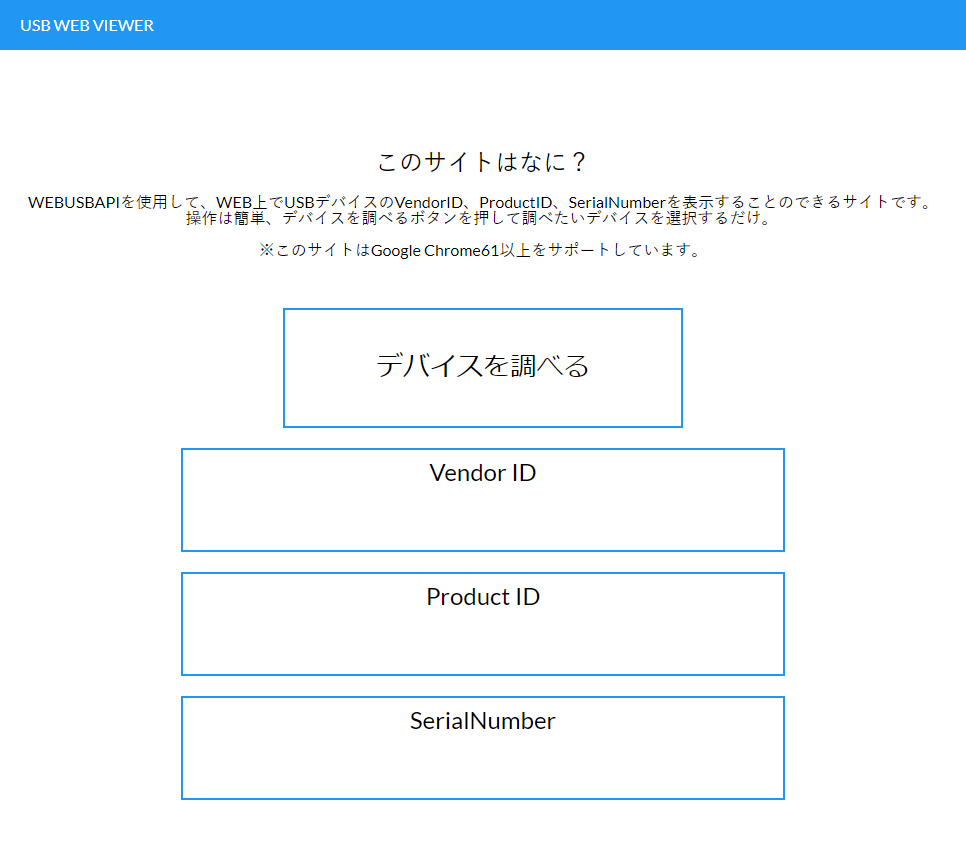 USB WEB VIEWER
このサイトはなに？
WEBUSBAPIを使用して、WEB上でUSBデバイスのVendorID、ProductID、SerialNumberを表示することのできるサイトです。
操作は簡単、デバイスを調べるボタンを押して調べたいデバイスを選択するだけ。
※このサイトはGoogle Chrome61以上をサポートしています。
デバイスを調べる
Vendor ID
Product ID
SerialNumber